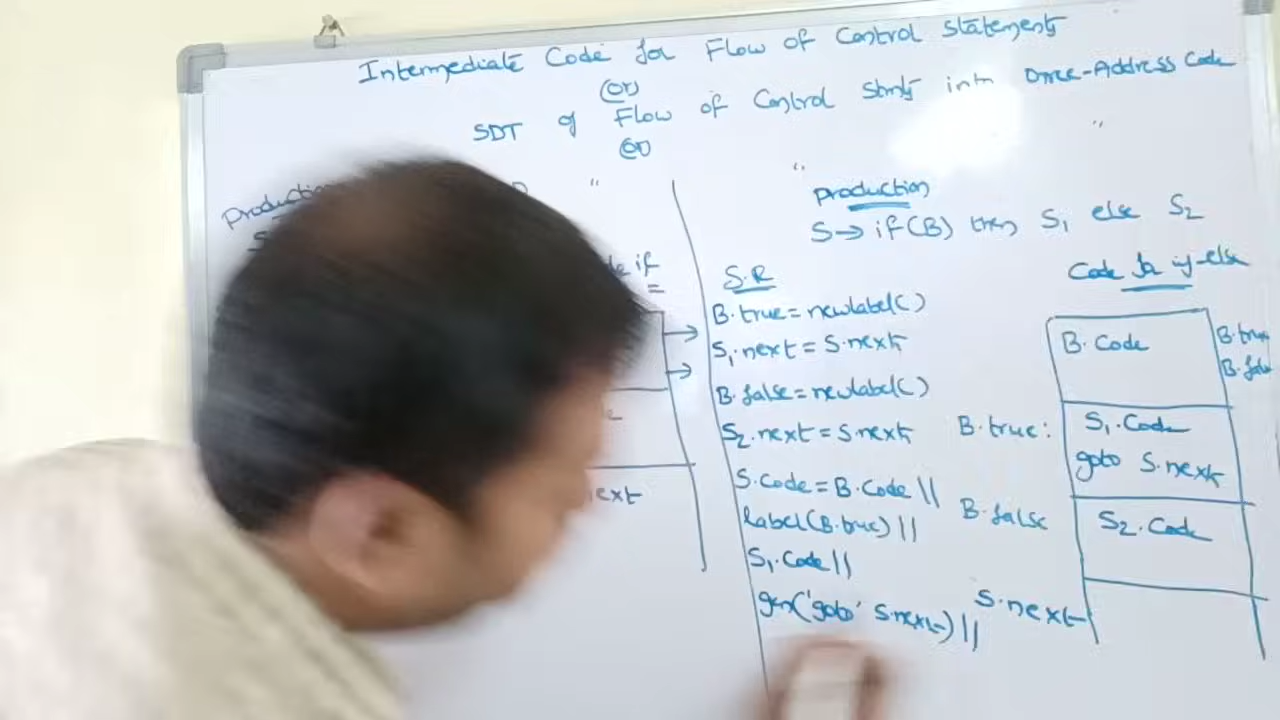 Intermediate Code for Flow of Control Statements
(or)
SDT of Flow of Control Stmts into Three-Address Code
(or)
" " "
Production
if
=
ext
Production
S → if(B) then S₁ else S₂
S.R
B.true = newlabel()
S₁.next = S.next
B.false = newlabel()
S₂.next = S.next
S.code = B.code ||
label(B.true) ||
S₁.code ||
gen('goto' S.next) ||
Code for if-else
B.code
B.true:
S₁.code
goto S.next
B.false
S₂.code
S.next